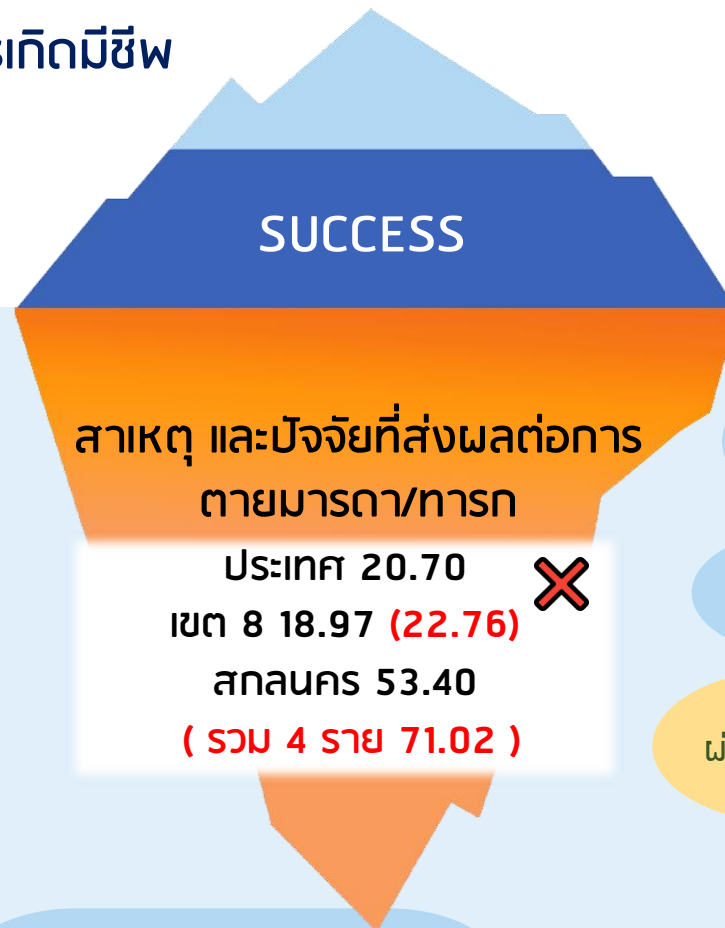 เกิดมีชีพ
SUCCESS
สาเหตุ และปัจจัยที่ส่งผลต่อการ
ตายมารดา/ทารก
ประเทศ 20.70
เขต 8 18.97 (22.76)
สกลนคร 53.40
( รวม 4 ราย 71.02 )